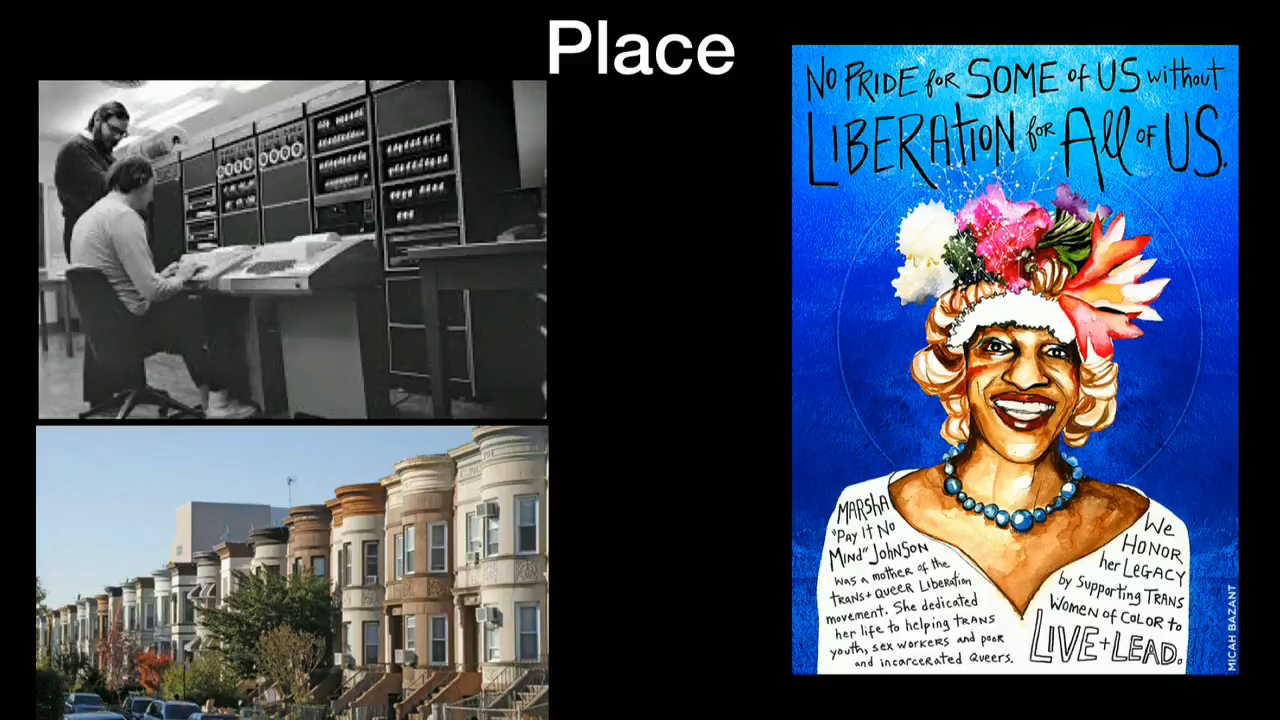 Place
NO PRIDE for SOME of US without
LIBERATION for All OF US.
MARSHA
"Pay It No
Mind" JoHNSON
was a mother of the
tRANS+QUEER Liberation
movement. She dedicated
her life to helping tRANS
youth, sex workers and pooR
and incarcerated Queers.
We
HONOR
her LEGACY
by Supporting TRANS
Women of Color to
LIVE+LEAD.
MICAH BAZANT